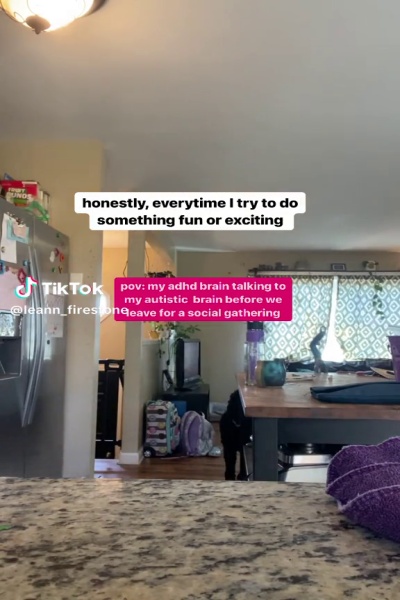 honestly, everytime I try to do
something fun or exciting
pov: my adhd brain talking to
my autistic brain before we
leave for a social gathering
TikTok
@leann_firestone